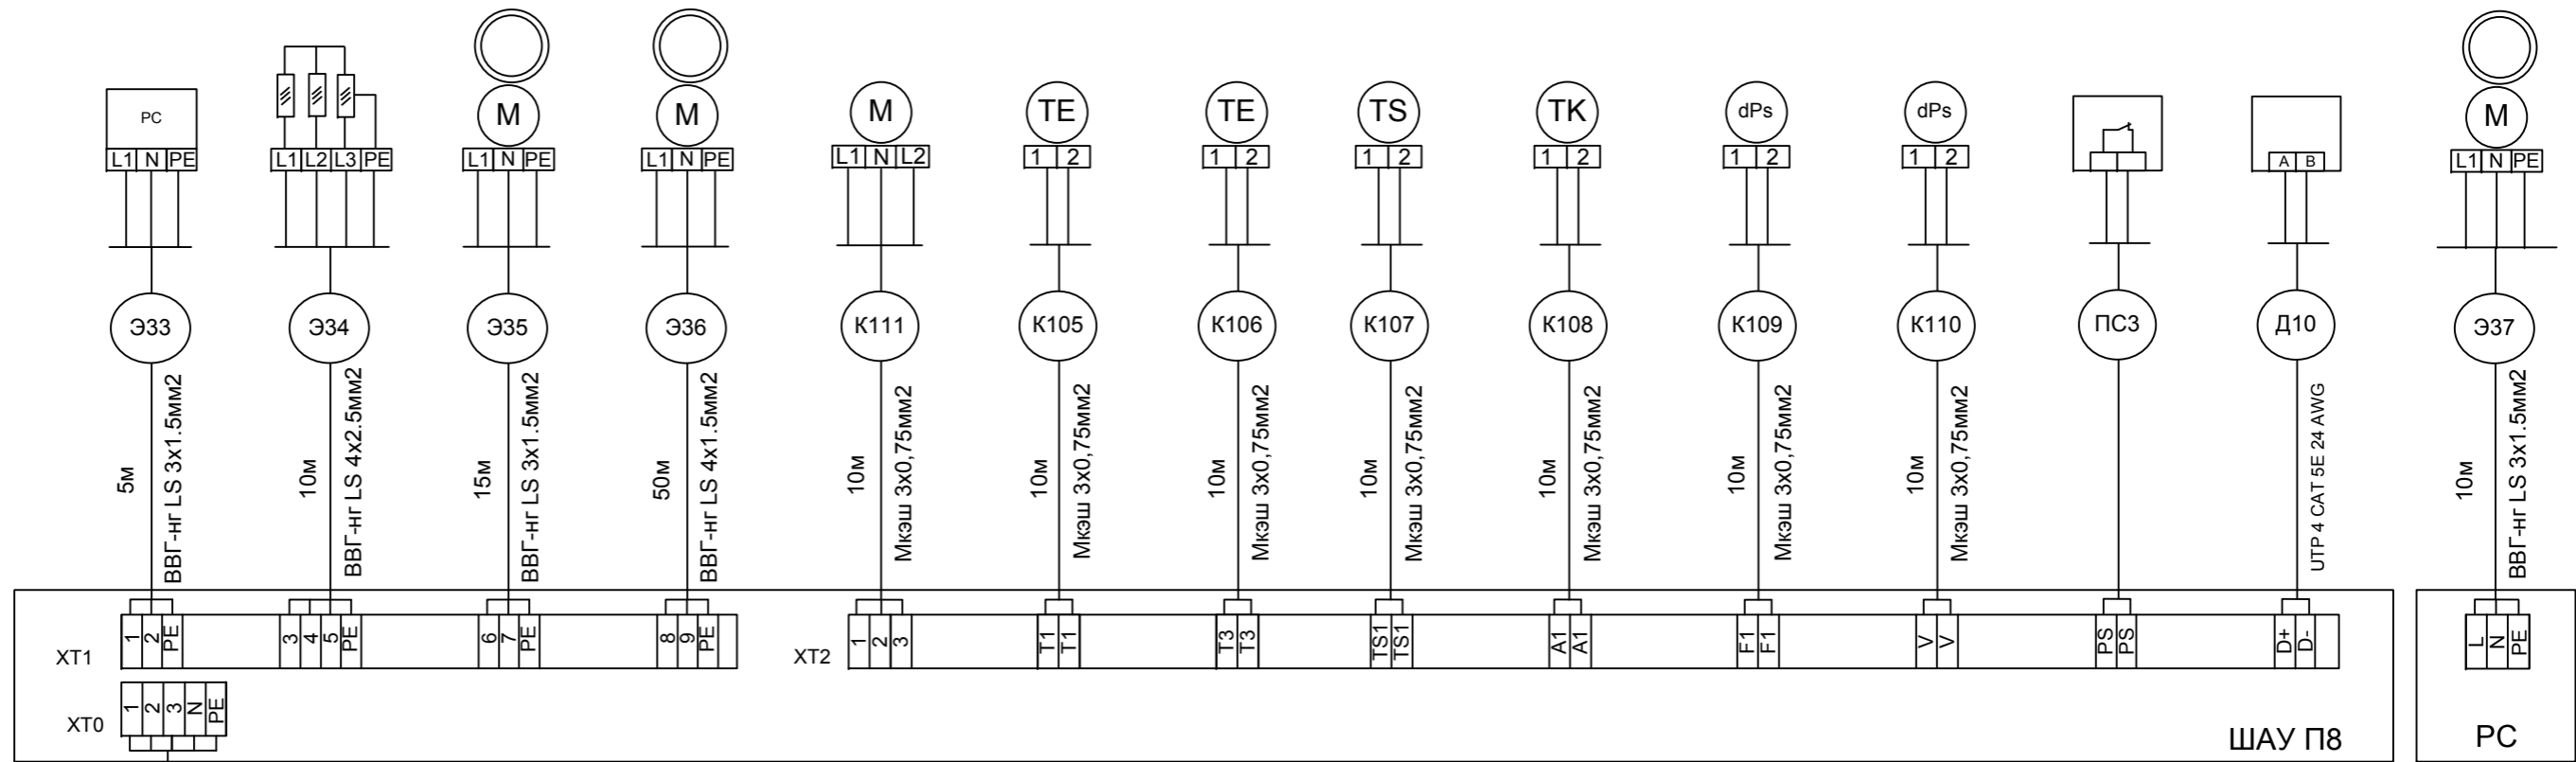 PC
L1 N PE
L1 L2 L3 PE
M
L1 N PE
M
L1 N PE
M
L1 N L2
TE
1 2
TE
1 2
TS
1 2
TK
1 2
dPs
1 2
dPs
1 2
A B
M
L1 N PE
Э33
Э34
Э35
Э36
К111
К105
К106
К107
К108
К109
К110
ПС3
Д10
Э37
5м
ВВГ-нг LS 3х1.5мм2
10м
ВВГ-нг LS 4х2.5мм2
15м
ВВГ-нг LS 3х1.5мм2
50м
ВВГ-нг LS 4х1.5мм2
10м
Мкэш 3х0,75мм2
10м
Мкэш 3х0,75мм2
10м
Мкэш 3х0,75мм2
10м
Мкэш 3х0,75мм2
10м
Мкэш 3х0,75мм2
10м
Мкэш 3х0,75мм2
10м
Мкэш 3х0,75мм2
UTP 4 CAT 5E 24 AWG
10м
ВВГ-нг LS 3х1.5мм2
XT1
1 2 PE
3 4 5 PE
6 7 PE
8 9 PE
XT2
1 2 3
T1 T1
T3 T3
TS1 TS1
A1 A1
F1 F1
V V
PS PS
D+ D-
L N PE
XT0
1 2 3 N PE
ШАУ П8
РС